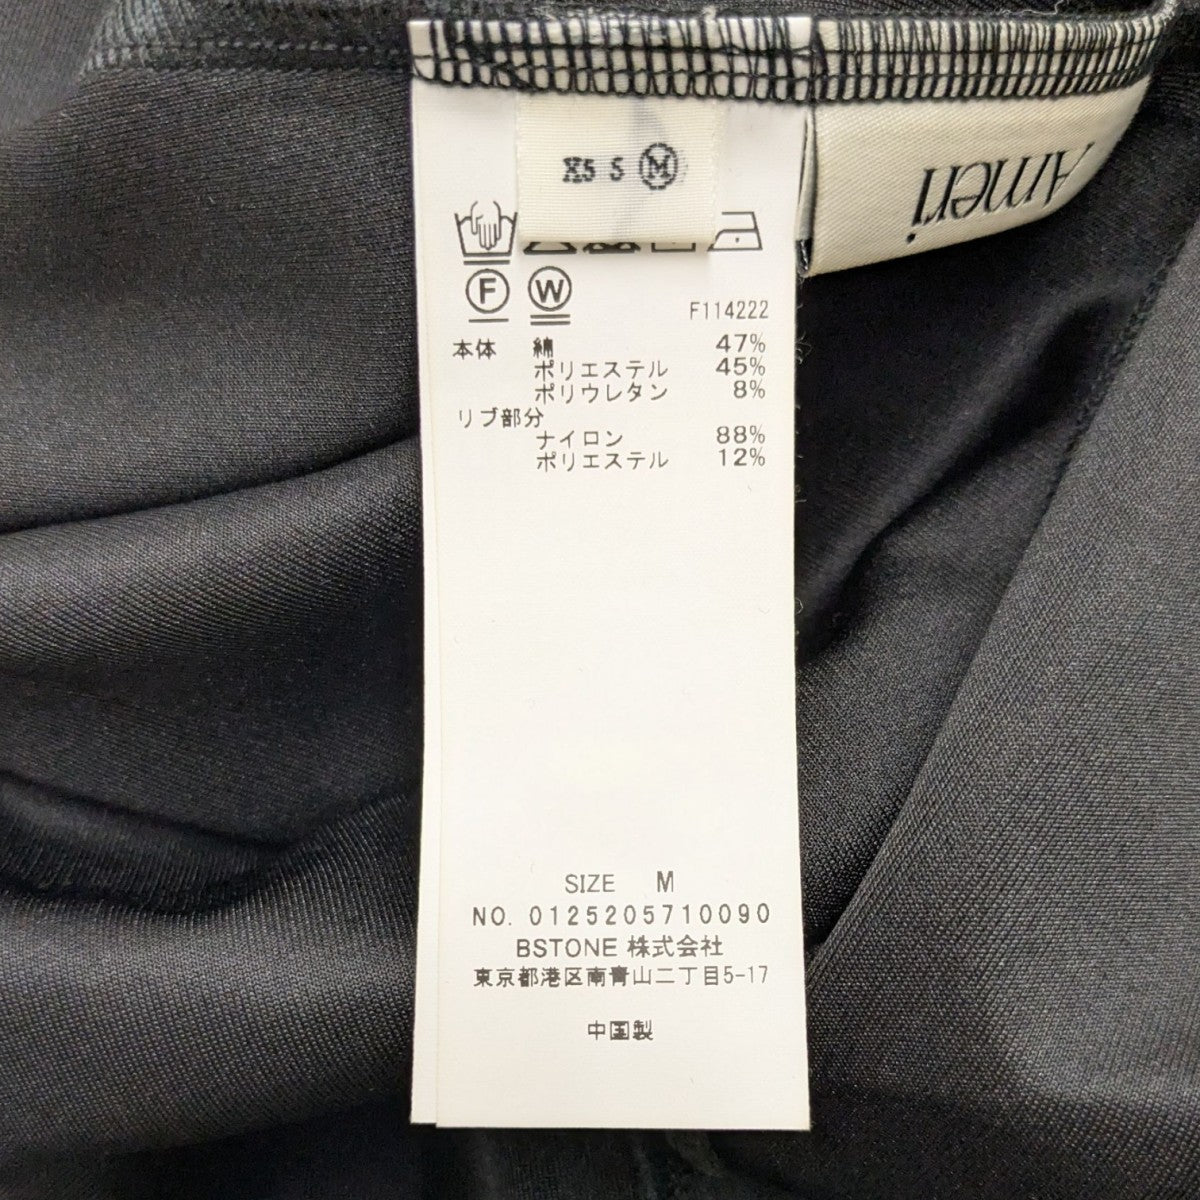 XS S M
Ameri
F W
F114222
本体 綿 47%
ポリエステル 45%
ポリウレタン 8%
リブ部分
ナイロン 88%
ポリエステル 12%
SIZE M
NO. 0125205710090
BSTONE 株式会社
東京都港区南青山二丁目5-17
中国製